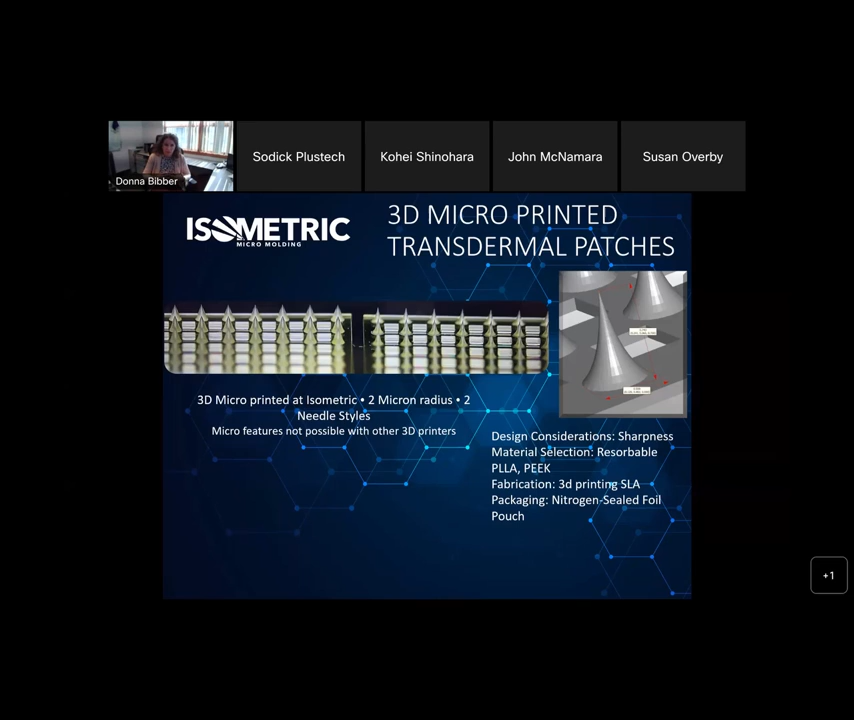 Donna Bibber
Sodick Plustech
Kohei Shinohara
John McNamara
Susan Overby
ISOMETRIC
MICRO MOLDING
3D MICRO PRINTED
TRANSDERMAL PATCHES
3D Micro printed at Isometric • 2 Micron radius • 2
Needle Styles
Micro features not possible with other 3D printers
Design Considerations: Sharpness
Material Selection: Resorbable
PLLA, PEEK
Fabrication: 3d printing SLA
Packaging: Nitrogen-Sealed Foil
Pouch
+1